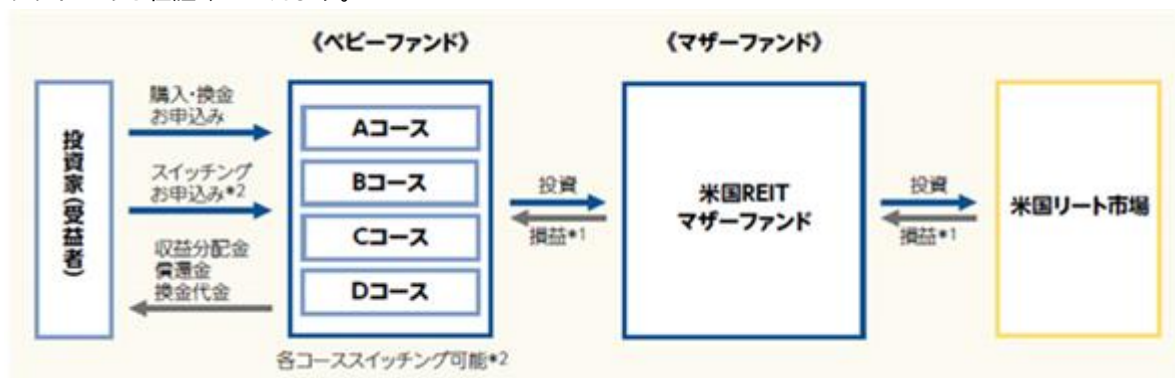 《ベビーファンド》
《マザーファンド》
投資家(受益者)
購入・換金
お申込み
スイッチング
お申込み*2
収益分配金
償還金
換金代金
Aコース
Bコース
Cコース
Dコース
各コーススイッチング可能*2
投資
損益*1
米国REIT
マザーファンド
投資
損益*1
米国リート市場